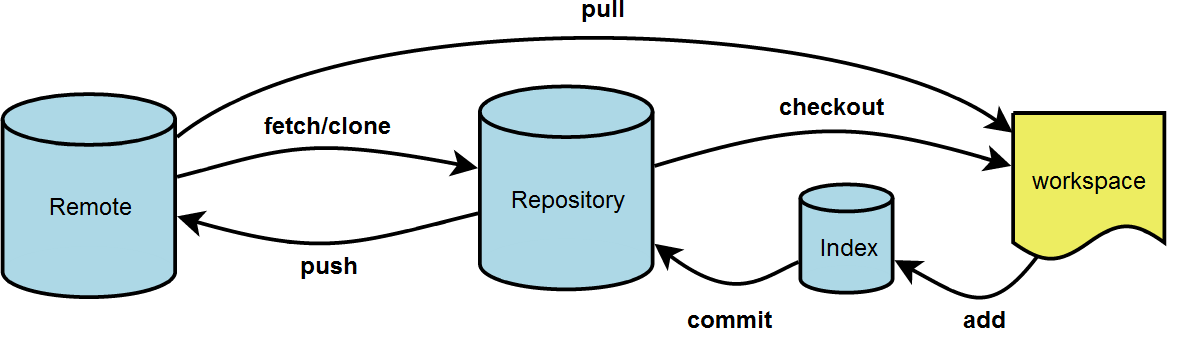 pull
fetch/clone
checkout
Remote
Repository
workspace
Index
push
commit
add